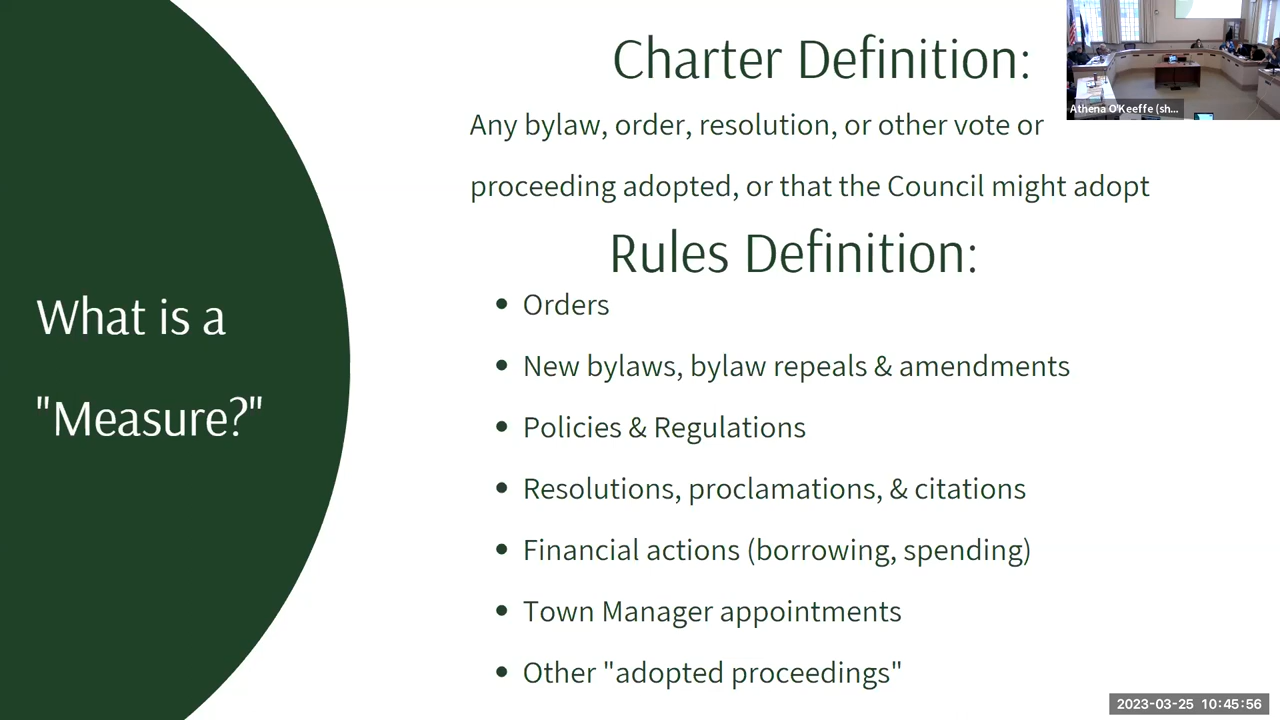 What is a
"Measure?"
Charter Definition:
Any bylaw, order, resolution, or other vote or
proceeding adopted, or that the Council might adopt
Rules Definition:
• Orders
• New bylaws, bylaw repeals & amendments
• Policies & Regulations
• Resolutions, proclamations, & citations
• Financial actions (borrowing, spending)
• Town Manager appointments
• Other "adopted proceedings"
Athena O'Keeffe (sh...
2023-03-25 10:45:56